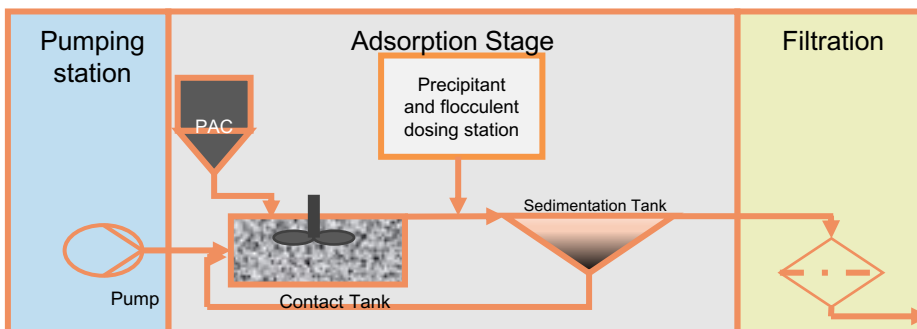 Pumping
station
Adsorption Stage
Filtration
Precipitant
and flocculent
dosing station
PAC
Sedimentation Tank
Pump
Contact Tank